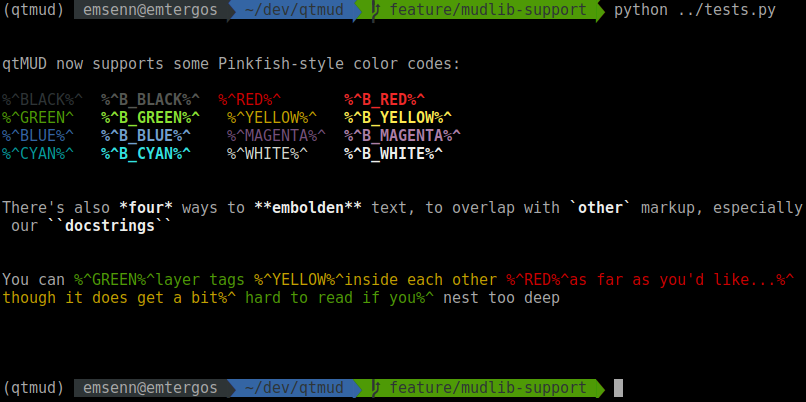 (qtmud) emsenn@emtergos ~/dev/qtmud feature/mudlib-support python ../tests.py
qtMUD now supports some Pinkfish-style color codes:
%^BLACK%^ %^B_BLACK%^ %^RED%^ %^B_RED%^
%^GREEN^ %^B_GREEN%^ %^YELLOW%^ %^B_YELLOW%^
%^BLUE%^ %^B_BLUE%^ %^MAGENTA%^ %^B_MAGENTA%^
%^CYAN%^ %^B_CYAN%^ %^WHITE%^ %^B_WHITE%^
There's also *four* ways to **embolden** text, to overlap with `other` markup, especially
our ``docstrings``
You can %^GREEN%^layer tags %^YELLOW%^inside each other %^RED%^as far as you'd like...%^
though it does get a bit%^ hard to read if you%^ nest too deep
(qtmud) emsenn@emtergos ~/dev/qtmud feature/mudlib-support